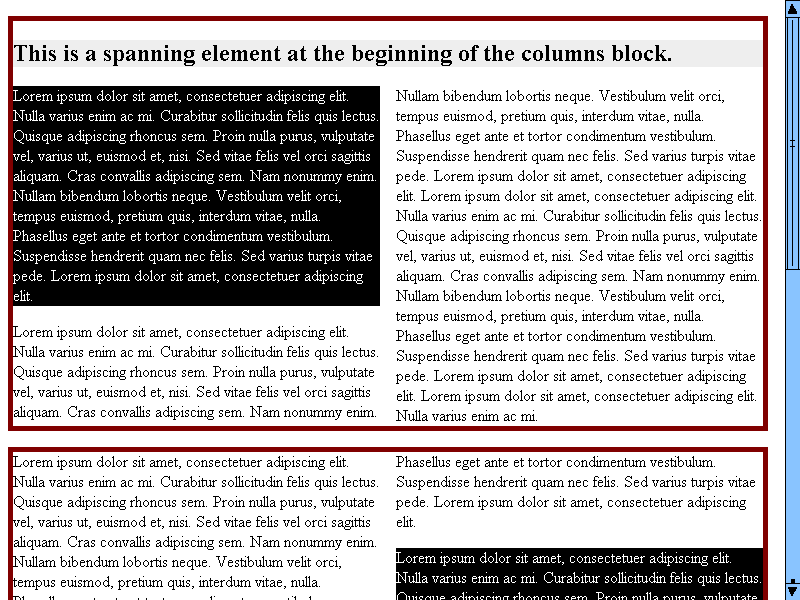 This is a spanning element at the beginning of the columns block.
Lorem ipsum dolor sit amet, consectetuer adipiscing elit.
Nulla varius enim ac mi. Curabitur sollicitudin felis quis lectus.
Quisque adipiscing rhoncus sem. Proin nulla purus, vulputate
vel, varius ut, euismod et, nisi. Sed vitae felis vel orci sagittis
aliquam. Cras convallis adipiscing sem. Nam nonummy enim.
Nullam bibendum lobortis neque. Vestibulum velit orci,
tempus euismod, pretium quis, interdum vitae, nulla.
Phasellus eget ante et tortor condimentum vestibulum.
Suspendisse hendrerit quam nec felis. Sed varius turpis vitae
pede. Lorem ipsum dolor sit amet, consectetuer adipiscing
elit.
Lorem ipsum dolor sit amet, consectetuer adipiscing elit.
Nulla varius enim ac mi. Curabitur sollicitudin felis quis lectus.
Quisque adipiscing rhoncus sem. Proin nulla purus, vulputate
vel, varius ut, euismod et, nisi. Sed vitae felis vel orci sagittis
aliquam. Cras convallis adipiscing sem. Nam nonummy enim.
Nullam bibendum lobortis neque. Vestibulum velit orci,
tempus euismod, pretium quis, interdum vitae, nulla.
Phasellus eget ante et tortor condimentum vestibulum.
Suspendisse hendrerit quam nec felis. Sed varius turpis vitae
pede. Lorem ipsum dolor sit amet, consectetuer adipiscing
elit. Lorem ipsum dolor sit amet, consectetuer adipiscing elit.
Nulla varius enim ac mi. Curabitur sollicitudin felis quis lectus.
Quisque adipiscing rhoncus sem. Proin nulla purus, vulputate
vel, varius ut, euismod et, nisi. Sed vitae felis vel orci sagittis
aliquam. Cras convallis adipiscing sem. Nam nonummy enim.
Nullam bibendum lobortis neque. Vestibulum velit orci,
tempus euismod, pretium quis, interdum vitae, nulla.
Phasellus eget ante et tortor condimentum vestibulum.
Suspendisse hendrerit quam nec felis. Sed varius turpis vitae
pede. Lorem ipsum dolor sit amet, consectetuer adipiscing
elit. Lorem ipsum dolor sit amet, consectetuer adipiscing elit.
Nulla varius enim ac mi.
Lorem ipsum dolor sit amet, consectetuer adipiscing elit.
Nulla varius enim ac mi. Curabitur sollicitudin felis quis lectus.
Quisque adipiscing rhoncus sem. Proin nulla purus, vulputate
vel, varius ut, euismod et, nisi. Sed vitae felis vel orci sagittis
aliquam. Cras convallis adipiscing sem. Nam nonummy enim.
Nullam bibendum lobortis neque. Vestibulum velit orci,
tempus euismod, pretium quis, interdum vitae, nulla.
Phasellus eget ante et tortor condimentum vestibulum.
Suspendisse hendrerit quam nec felis. Sed varius turpis vitae
pede. Lorem ipsum dolor sit amet, consectetuer adipiscing
elit.
Lorem ipsum dolor sit amet, consectetuer adipiscing elit.
Nulla varius enim ac mi. Curabitur sollicitudin felis quis lectus.
Quisque adipiscing rhoncus sem. Proin nulla purus, vulputate